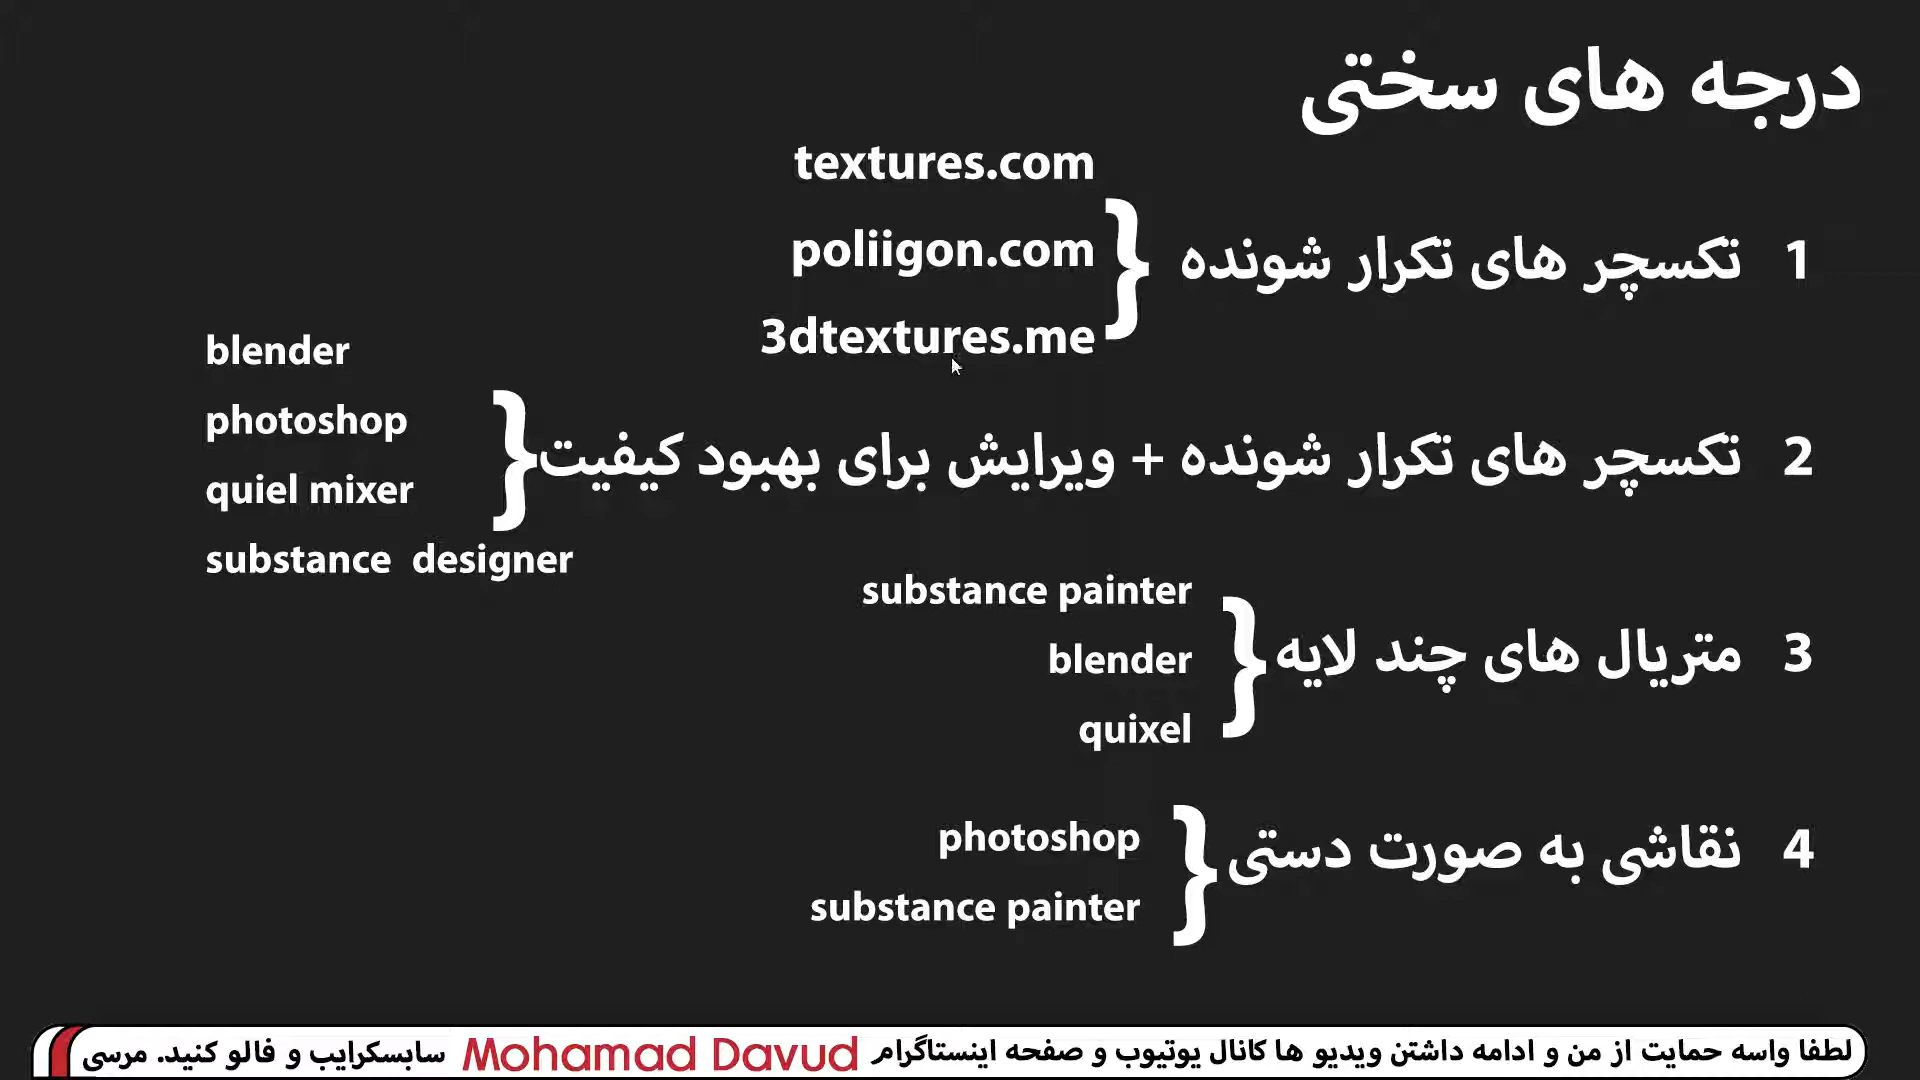 درجه های سختی
1 تکسچر های تکرار شونده
textures.com
poliigon.com
3dtextures.me
2 تکسچر های تکرار شونده + ویرایش برای بهبود کیفیت
blender
photoshop
quiel mixer
substance designer
3 متریال های چند لایه
substance painter
blender
quixel
4 نقاشی به صورت دستی
photoshop
substance painter
لطفا واسه حمایت از من و ادامه داشتن ویدیو ها کانال یوتیوب و صفحه اینستاگرام Mohamad Davud سابسکرایب و فالو کنید. مرسی